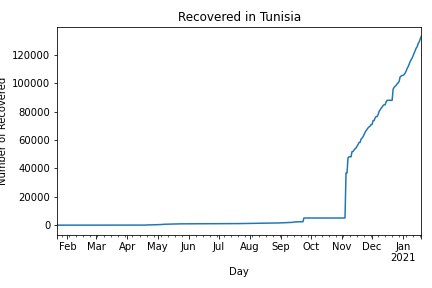 Recovered in Tunisia
120000
100000
80000
60000
40000
20000
0
Number of Recovered
Feb Mar Apr May Jun Jul Aug Sep Oct Nov Dec Jan
2021
Day